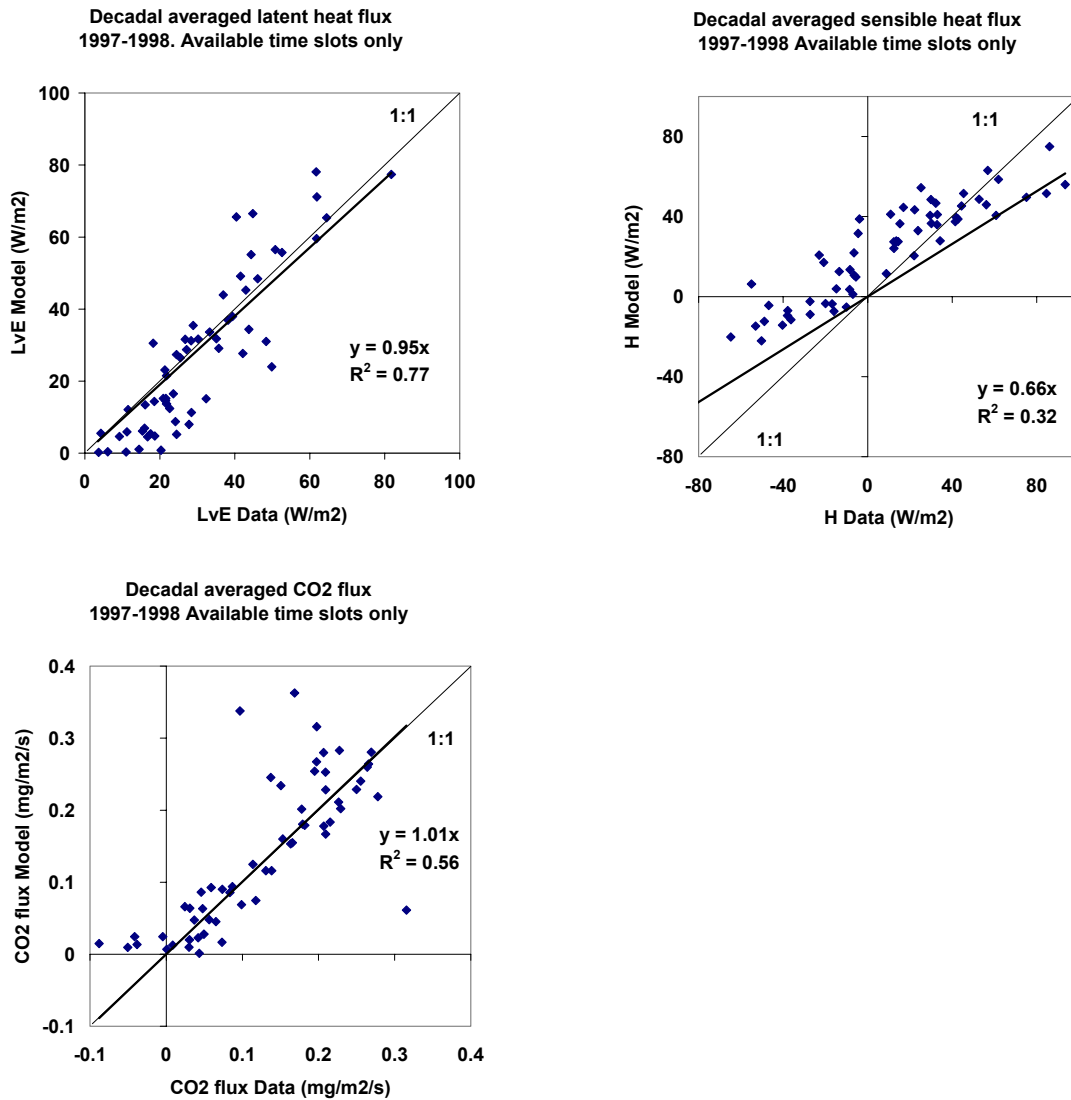 Decadal averaged latent heat flux
1997-1998. Available time slots only
100
80
60
40
20
0
0 20 40 60 80 100
LvE Model (W/m2)
LvE Data (W/m2)
1:1
y = 0.95x
R² = 0.77
Decadal averaged sensible heat flux
1997-1998 Available time slots only
80
40
0
-40
-80
-80 -40 0 40 80
H Model (W/m2)
H Data (W/m2)
1:1
1:1
y = 0.66x
R² = 0.32
Decadal averaged CO2 flux
1997-1998 Available time slots only
0.4
0.3
0.2
0.1
0
-0.1
-0.1 0 0.1 0.2 0.3 0.4
CO2 flux Model (mg/m2/s)
CO2 flux Data (mg/m2/s)
1:1
y = 1.01x
R² = 0.56